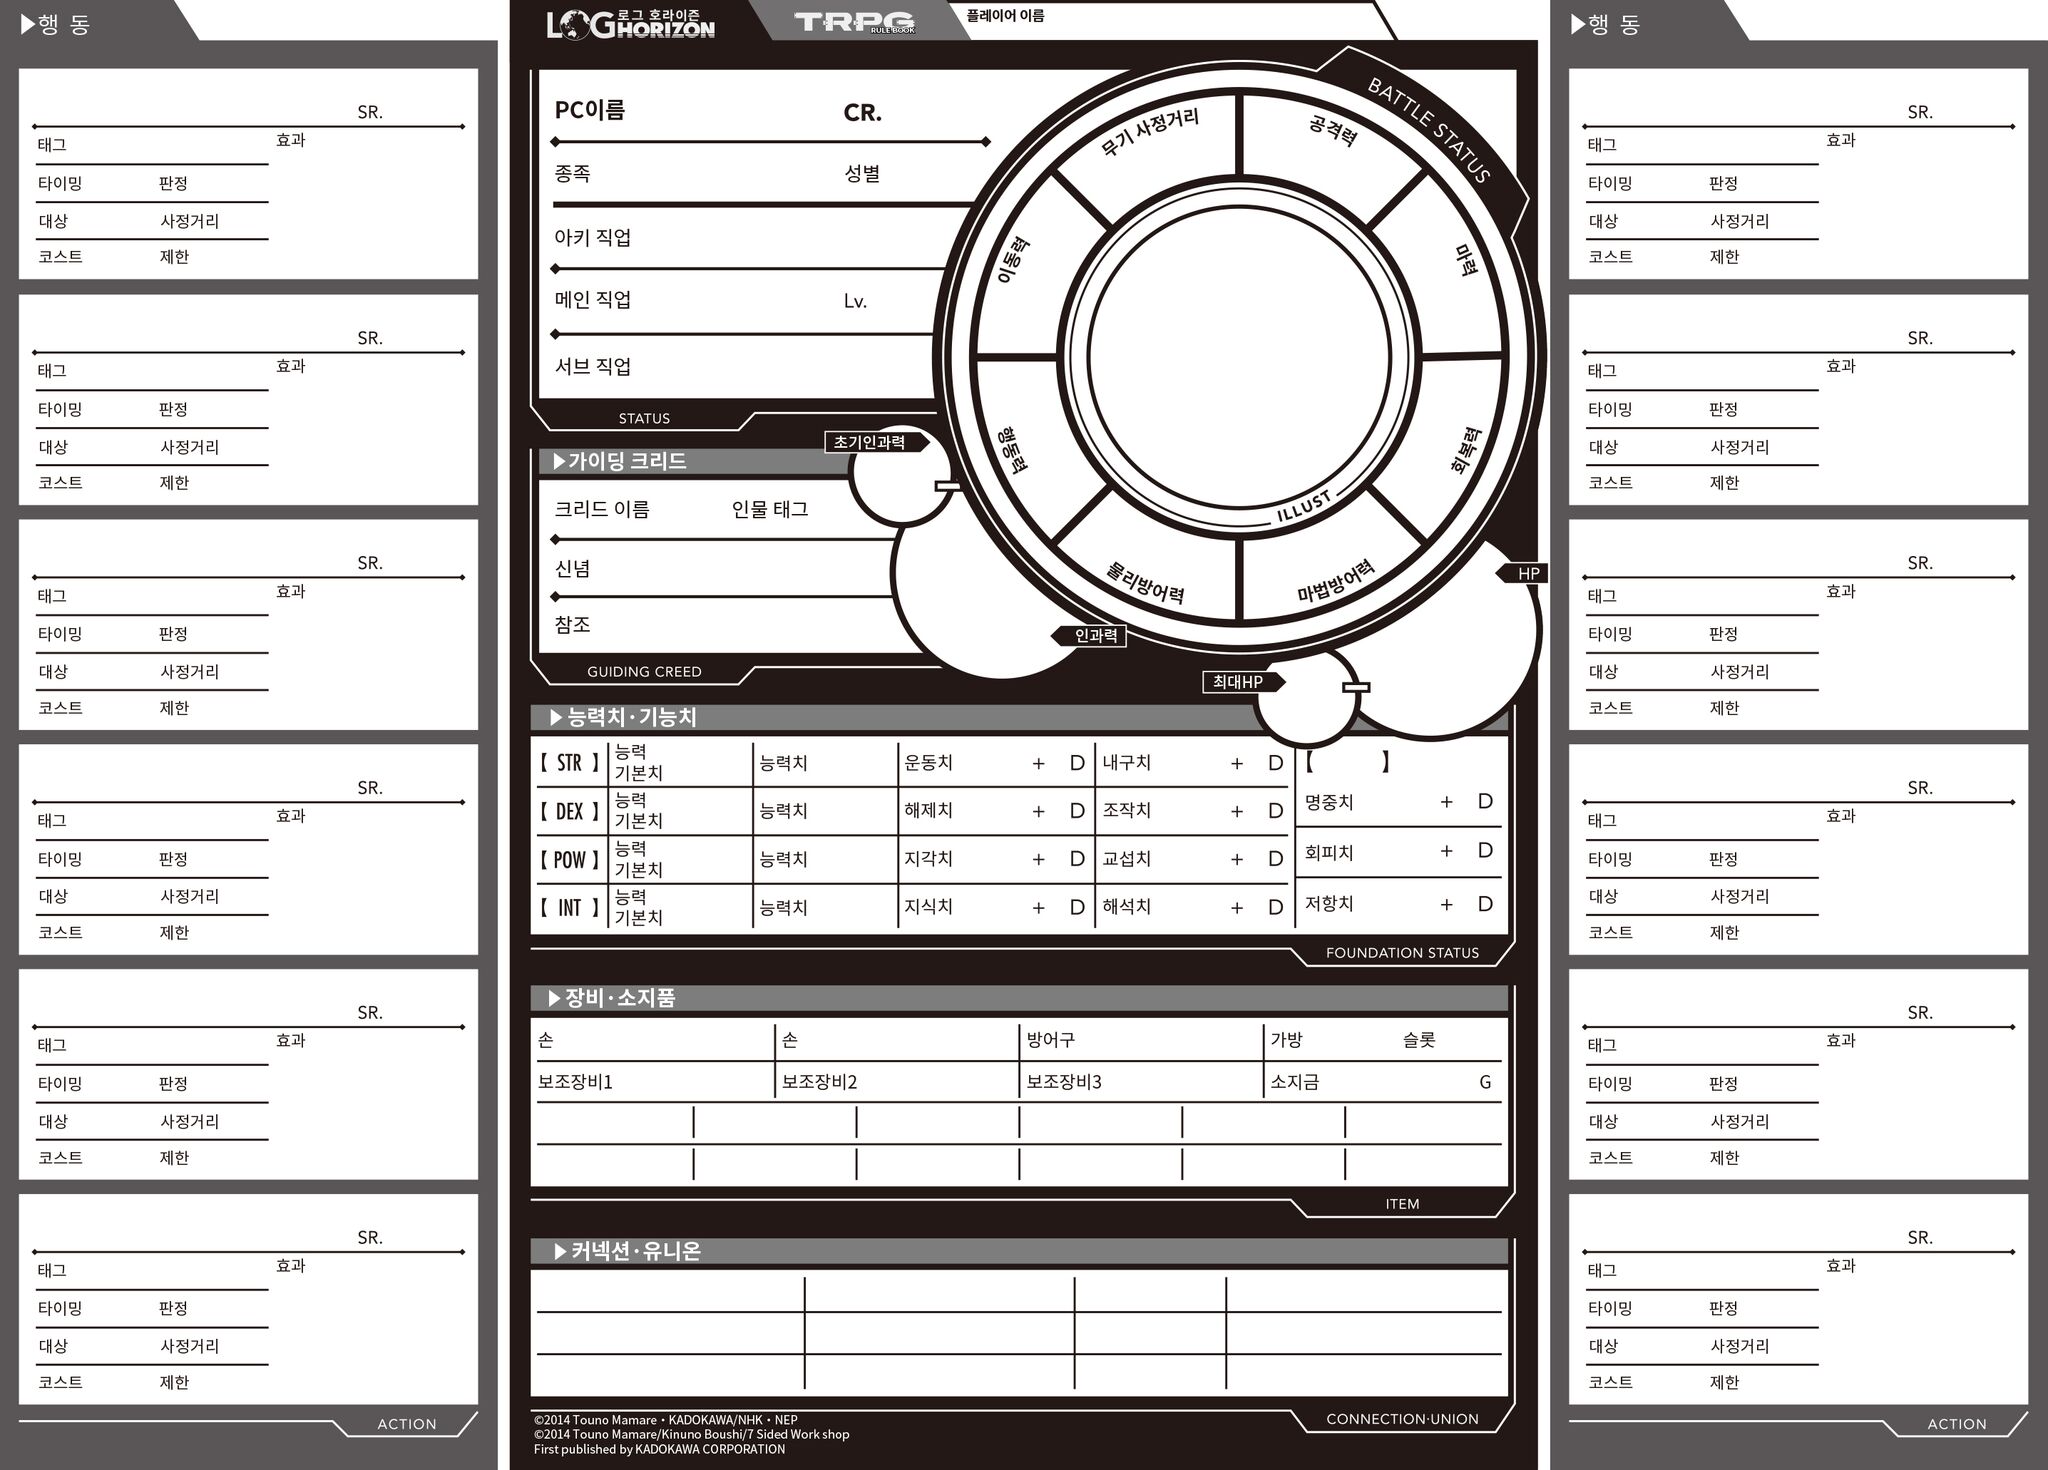 ▶행 동
SR.
태그 효과
타이밍 판정
대상 사정거리
코스트 제한
SR.
태그 효과
타이밍 판정
대상 사정거리
코스트 제한
SR.
태그 효과
타이밍 판정
대상 사정거리
코스트 제한
SR.
태그 효과
타이밍 판정
대상 사정거리
코스트 제한
SR.
태그 효과
타이밍 판정
대상 사정거리
코스트 제한
SR.
태그 효과
타이밍 판정
대상 사정거리
코스트 제한
ACTION
로그 호라이즌
LOG HORIZON
TRPG
RULE BOOK
플레이어 이름
PC이름 CR.
종족 성별
아키 직업
메인 직업 Lv.
서브 직업
STATUS
BATTLE STATUS
무기 사정거리
공격력
마력
회복력
마법방어력
물리방어력
행동력
이동력
ILLUST
초기인과력
인과력
HP
최대HP
▶가이딩 크리드
크리드 이름 인물 태그
신념
참조
GUIDING CREED
▶능력치·기능치
【 STR 】 능력 기본치 능력치 운동치 + D 내구치 + D
【 DEX 】 능력 기본치 능력치 해제치 + D 조작치 + D
【 POW 】 능력 기본치 능력치 지각치 + D 교섭치 + D
【 INT 】 능력 기본치 능력치 지식치 + D 해석치 + D
【 】
명중치 + D
회피치 + D
저항치 + D
FOUNDATION STATUS
▶장비·소지품
손 손 방어구 가방 슬롯
보조장비1 보조장비2 보조장비3 소지금 G
ITEM
▶커넥션·유니온
CONNECTION·UNION
©2014 Touno Mamare・KADOKAWA/NHK・NEP
©2014 Touno Mamare/Kinuno Boushi/7 Sided Work shop
First published by KADOKAWA CORPORATION
▶행 동
SR.
태그 효과
타이밍 판정
대상 사정거리
코스트 제한
SR.
태그 효과
타이밍 판정
대상 사정거리
코스트 제한
SR.
태그 효과
타이밍 판정
대상 사정거리
코스트 제한
SR.
태그 효과
타이밍 판정
대상 사정거리
코스트 제한
SR.
태그 효과
타이밍 판정
대상 사정거리
코스트 제한
SR.
태그 효과
타이밍 판정
대상 사정거리
코스트 제한
ACTION